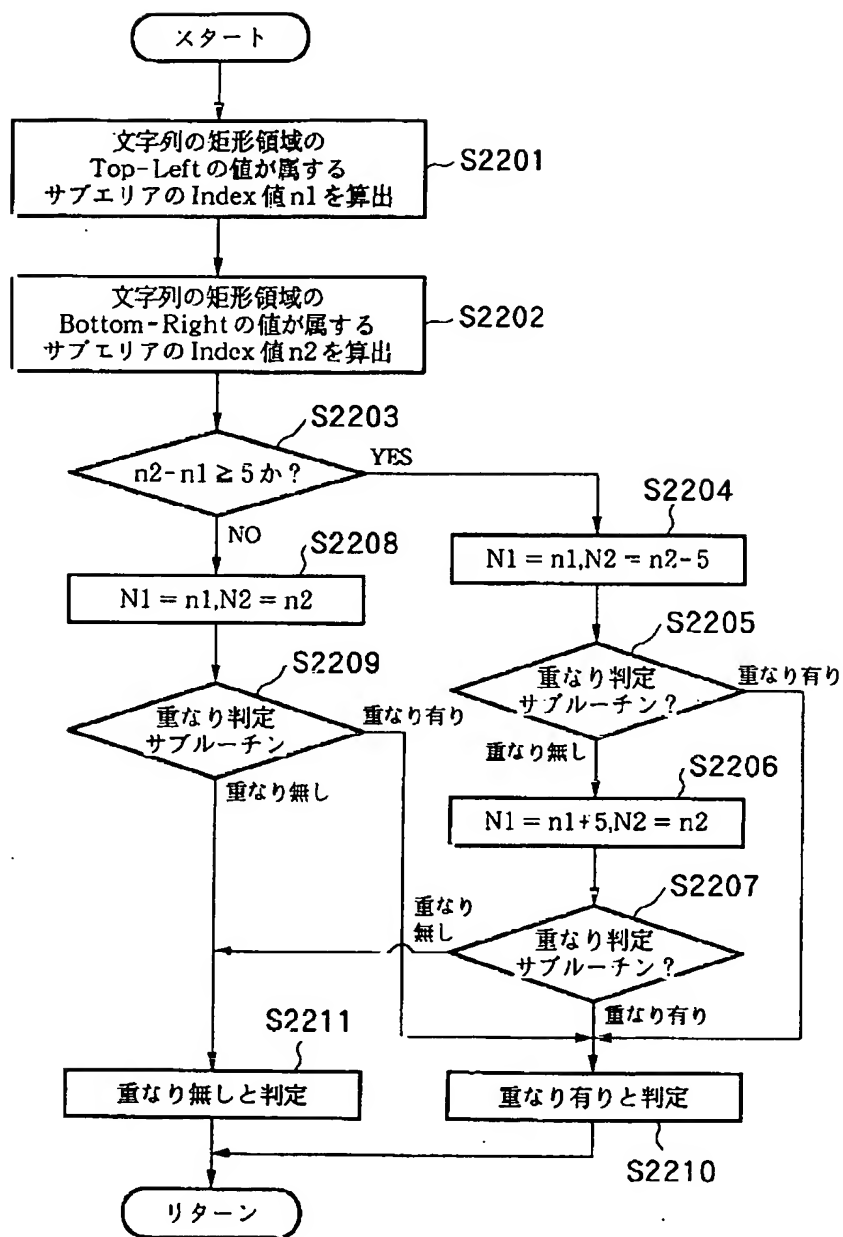 スタート
文字列の矩形領域の
Top-Leftの値が属する
サブエリアのIndex値n1を算出
S2201
文字列の矩形領域の
Bottom-Rightの値が属する
サブエリアのIndex値n2を算出
S2202
S2203
n2-n1≧5か?
YES
NO
S2204
N1=n1,N2=n2-5
S2208
N1=n1,N2=n2
S2205
重なり判定
サブルーチン?
重なり有り
重なり無し
S2209
重なり判定
サブルーチン
重なり有り
重なり無し
S2206
N1=n1+5,N2=n2
S2207
重なり
無し
重なり判定
サブルーチン?
重なり有り
S2211
重なり無しと判定
重なり有りと判定
S2210
リターン